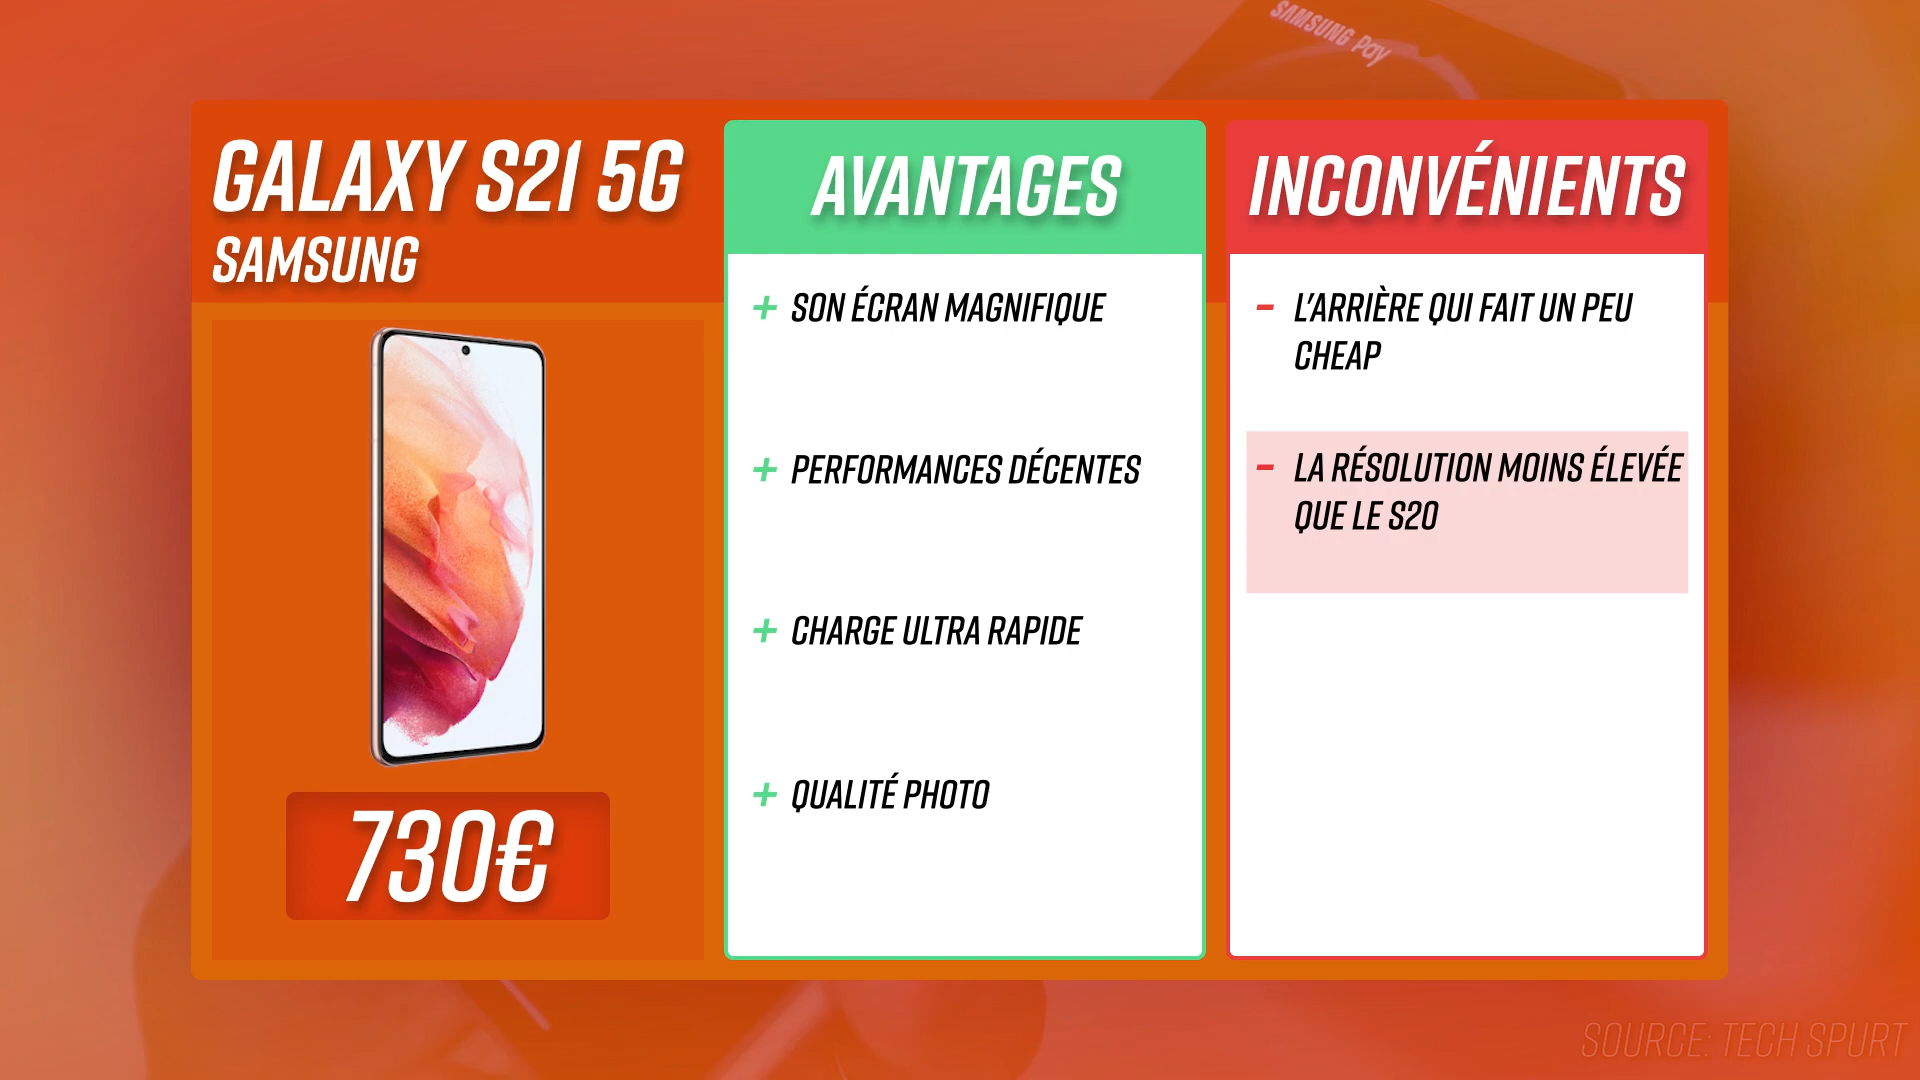 SAMSUNG Pay
GALAXY S21 5G
SAMSUNG
730€
AVANTAGES
+ SON ÉCRAN MAGNIFIQUE
+ PERFORMANCES DÉCENTES
+ CHARGE ULTRA RAPIDE
+ QUALITÉ PHOTO
INCONVÉNIENTS
- L'ARRIÈRE QUI FAIT UN PEU
CHEAP
- LA RÉSOLUTION MOINS ÉLEVÉE
QUE LE S20
SOURCE: TECH SPURT